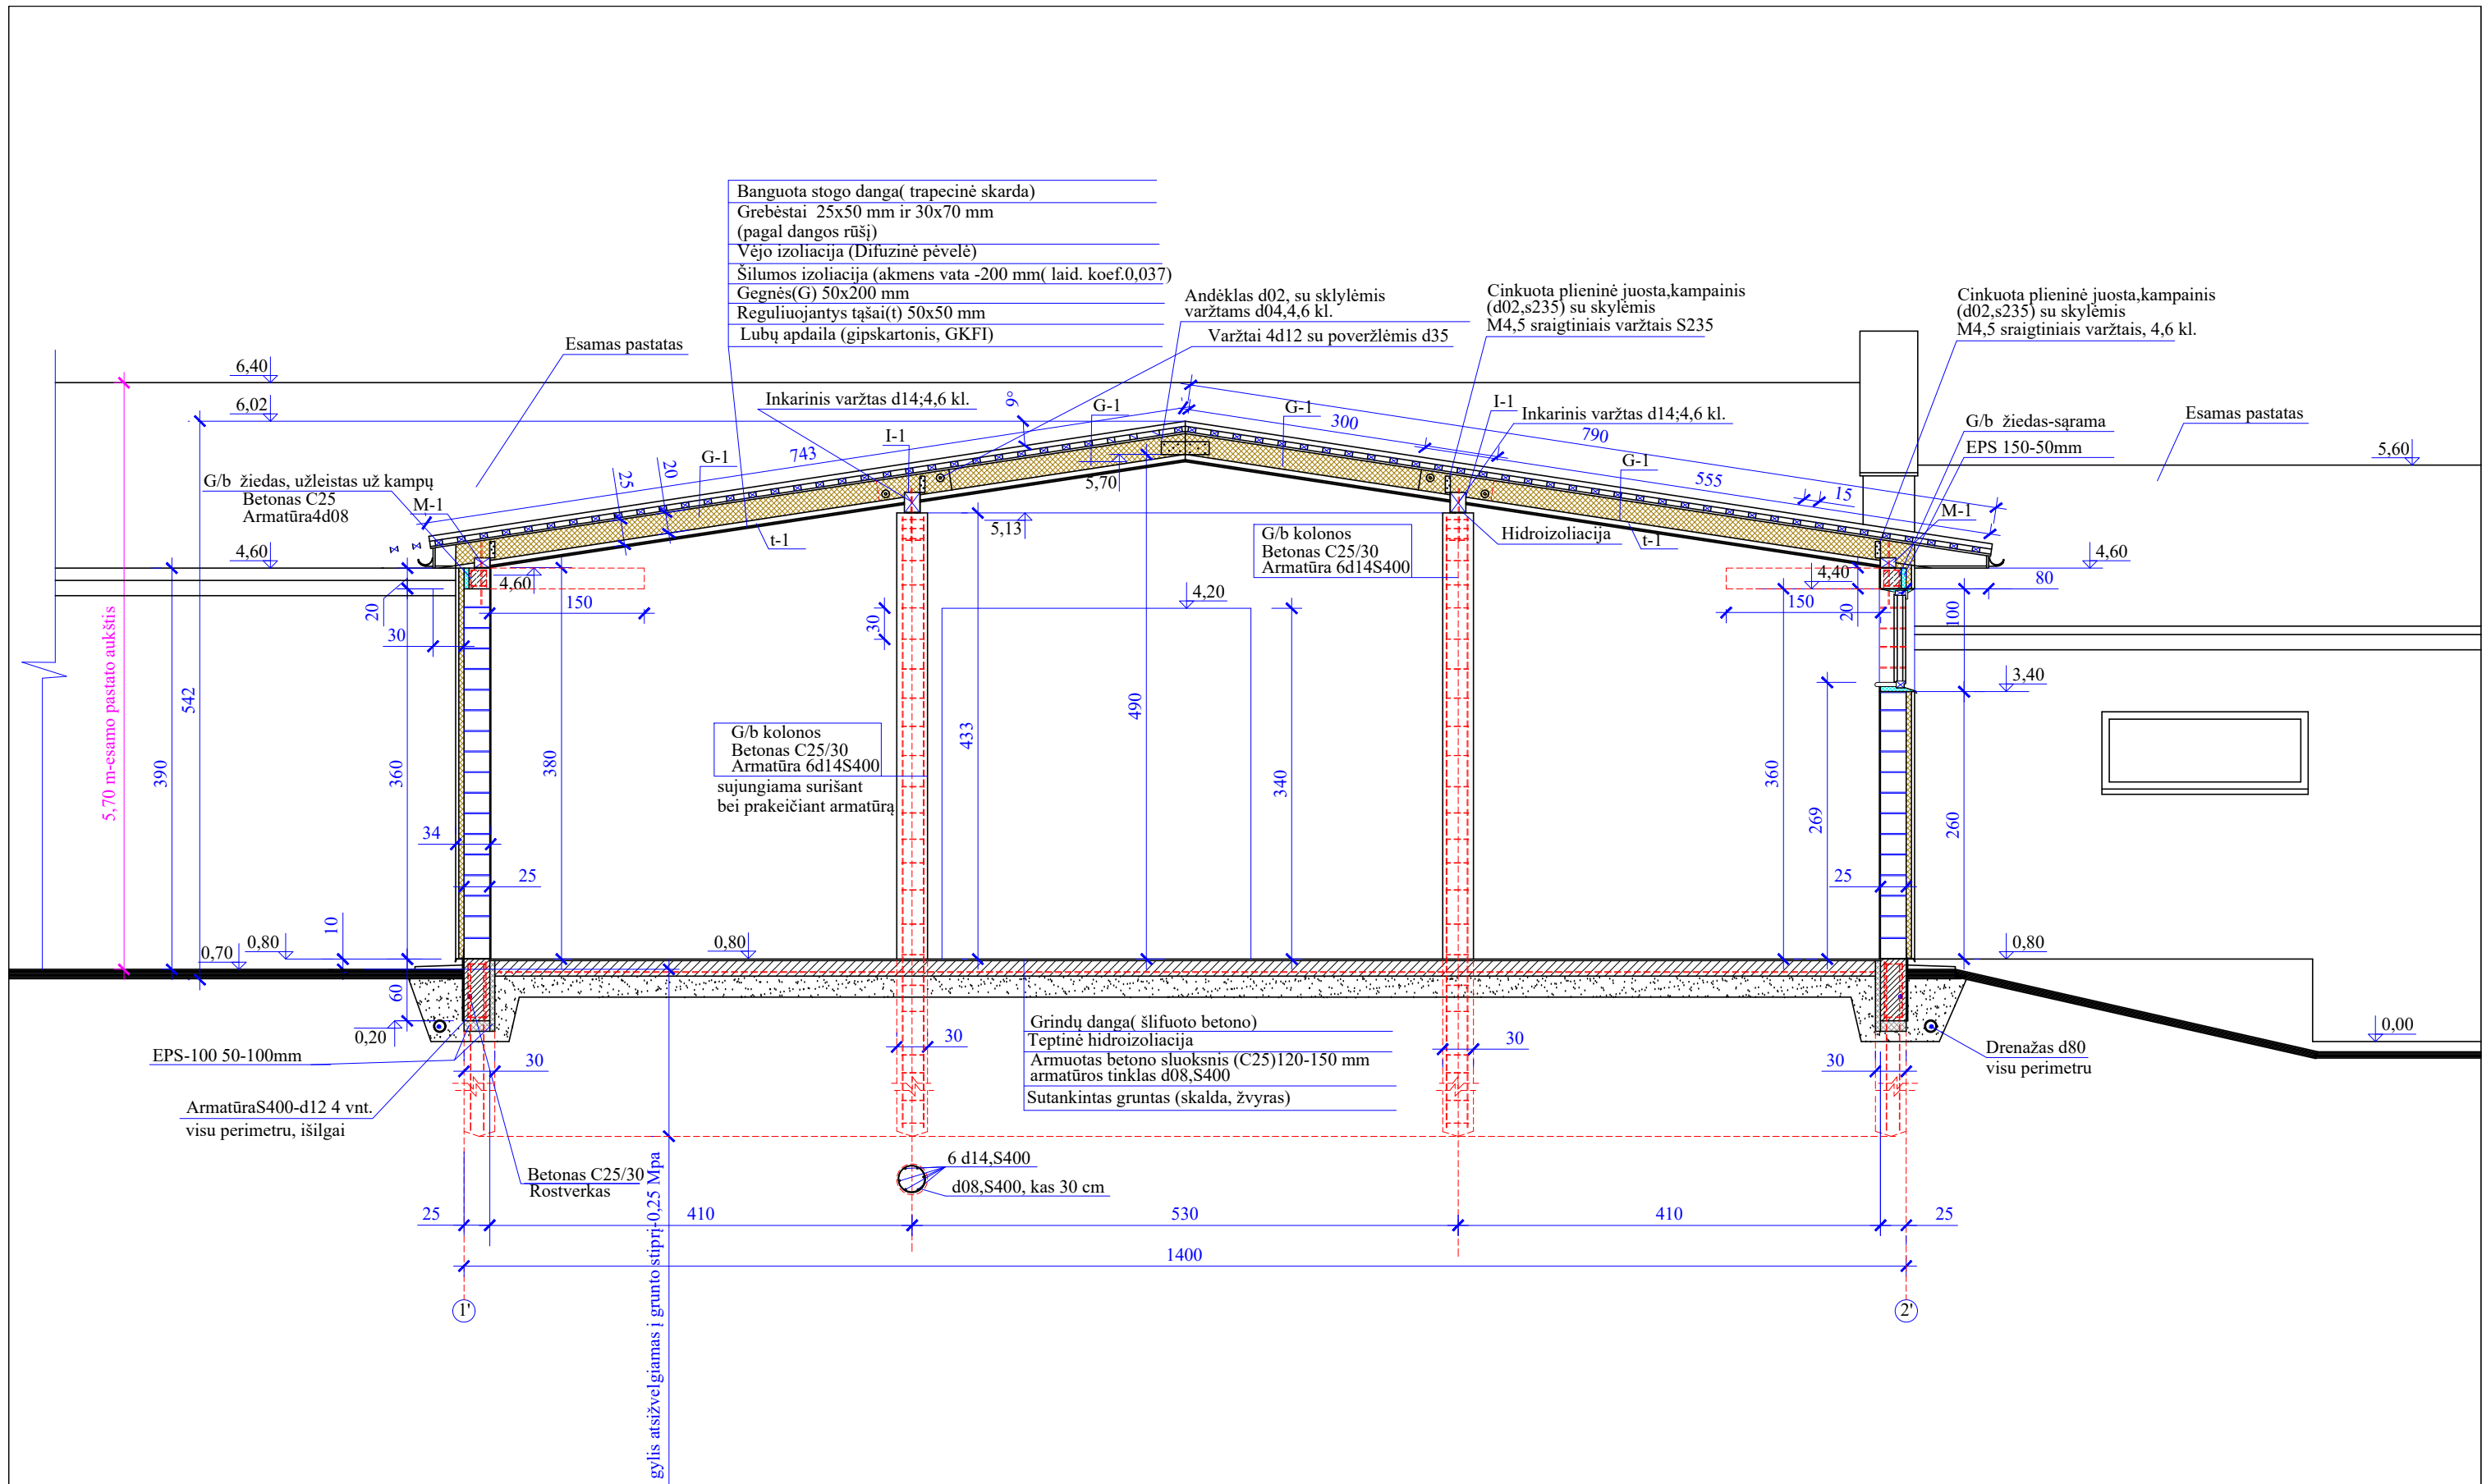 Banguota stogo danga( trapecinė skarda)
Grebėstai 25x50 mm ir 30x70 mm
(pagal dangos rūšį)
Vėjo izoliacija (Difuzinė pėvelė)
Šilumos izoliacija (akmens vata -200 mm( laid. koef.0,037)
Gegnės(G) 50x200 mm
Reguliuojantys tąšai(t) 50x50 mm
Lubų apdaila (gipskartonis, GKFI)
Andėklas d02, su sklylėmis
varžtams d04,4,6 kl.
Varžtai 4d12 su poveržlėmis d35
Cinkuota plieninė juosta,kampainis
(d02,s235) su skylėmis
M4,5 sraigtiniais varžtais S235
Cinkuota plieninė juosta,kampainis
(d02,s235) su skylėmis
M4,5 sraigtiniais varžtais, 4,6 kl.
Esamas pastatas
6,40
6,02
Inkarinis varžtas d14;4,6 kl.
I-1
9°
G-1
G-1
300
I-1
Inkarinis varžtas d14;4,6 kl.
790
G/b žiedas-sąrama
EPS 150-50mm
Esamas pastatas
5,60
G/b žiedas, užleistas už kampų
Betonas C25
Armatūra4d08
M-1
743
25
20
G-1
5,70
G-1
555
15
M-1
4,60
5,13
t-1
G/b kolonos
Betonas C25/30
Armatūra 6d14S400
Hidroizoliacija
t-1
4,60
4,60
150
20
30
30
4,20
4,40
150
20
100
80
3,40
5,70 m-esamo pastato aukštis
542
390
360
380
433
490
340
360
269
260
G/b kolonos
Betonas C25/30
Armatūra 6d14S400
sujungiama surišant
bei prakeičiant armatūrą
34
25
25
10
0,70
0,80
0,80
0,80
60
0,20
0,00
EPS-100 50-100mm
30
30
30
30
Grindų danga( šlifuoto betono)
Teptinė hidroizoliacija
Armuotas betono sluoksnis (C25)120-150 mm
armatūros tinklas d08,S400
Sutankintas gruntas (skalda, žvyras)
Drenažas d80
visu perimetru
ArmatūraS400-d12 4 vnt.
visu perimetru, išilgai
Betonas C25/30
Rostverkas
gylis atsižvelgiamas į grunto stiprį-0,25 Mpa
6 d14,S400
d08,S400, kas 30 cm
25
410
530
410
25
1400
1'
2'